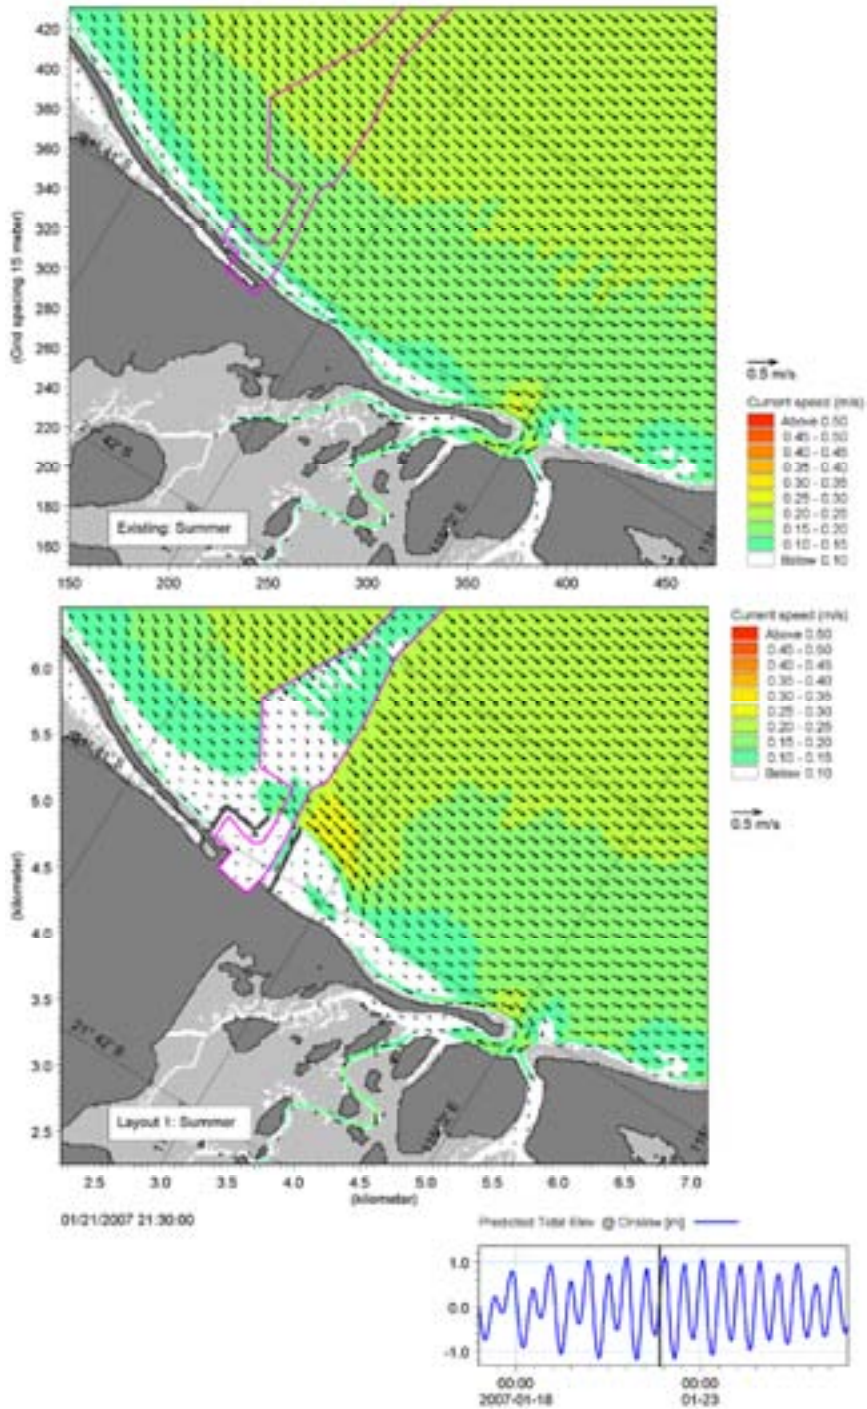 420
400
380
360
340
320
300
280
260
240
220
200
180
160
(Grid spacing 15 meter)
150 200 250 300 350 400 450
42' S
Existing: Summer
0.5 m/s
Current speed (m/s)
Above 0.50
0.45 - 0.50
0.40 - 0.45
0.35 - 0.40
0.30 - 0.35
0.25 - 0.30
0.20 - 0.25
0.15 - 0.20
0.10 - 0.15
Below 0.10
6.0
5.5
5.0
4.5
4.0
3.5
3.0
2.5
(kilometer)
21° 42' S
Layout 1: Summer
2.5 3.0 3.5 4.0 4.5 5.0 5.5 6.0 6.5 7.0
(kilometer)
Current speed (m/s)
Above 0.50
0.45 - 0.50
0.40 - 0.45
0.35 - 0.40
0.30 - 0.35
0.25 - 0.30
0.20 - 0.25
0.15 - 0.20
0.10 - 0.15
Below 0.10
0.5 m/s
01/21/2007 21:30:00
Predicted Tidal Elev @ Onslow [m]
1.0
0.0
-1.0
00:00 00:00
2007-01-18 01-23